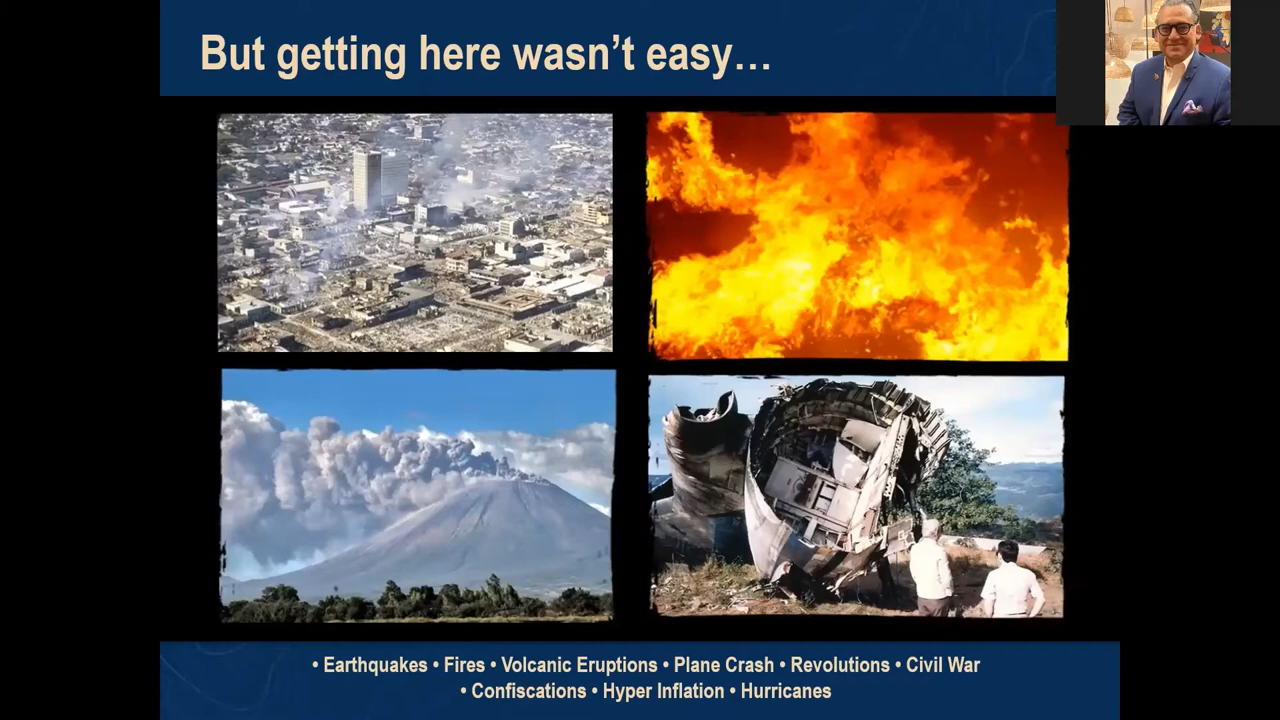 But getting here wasn’t easy…
• Earthquakes • Fires • Volcanic Eruptions • Plane Crash • Revolutions • Civil War
• Confiscations • Hyper Inflation • Hurricanes